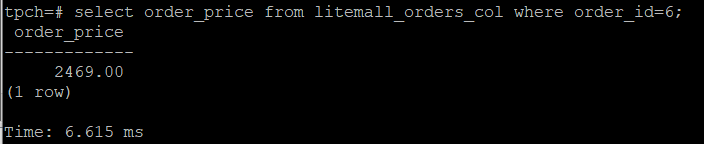 tpch=# select order_price from litemall_orders_col where order_id=6;
 order_price
-------------
     2469.00
(1 row)

Time: 6.615 ms